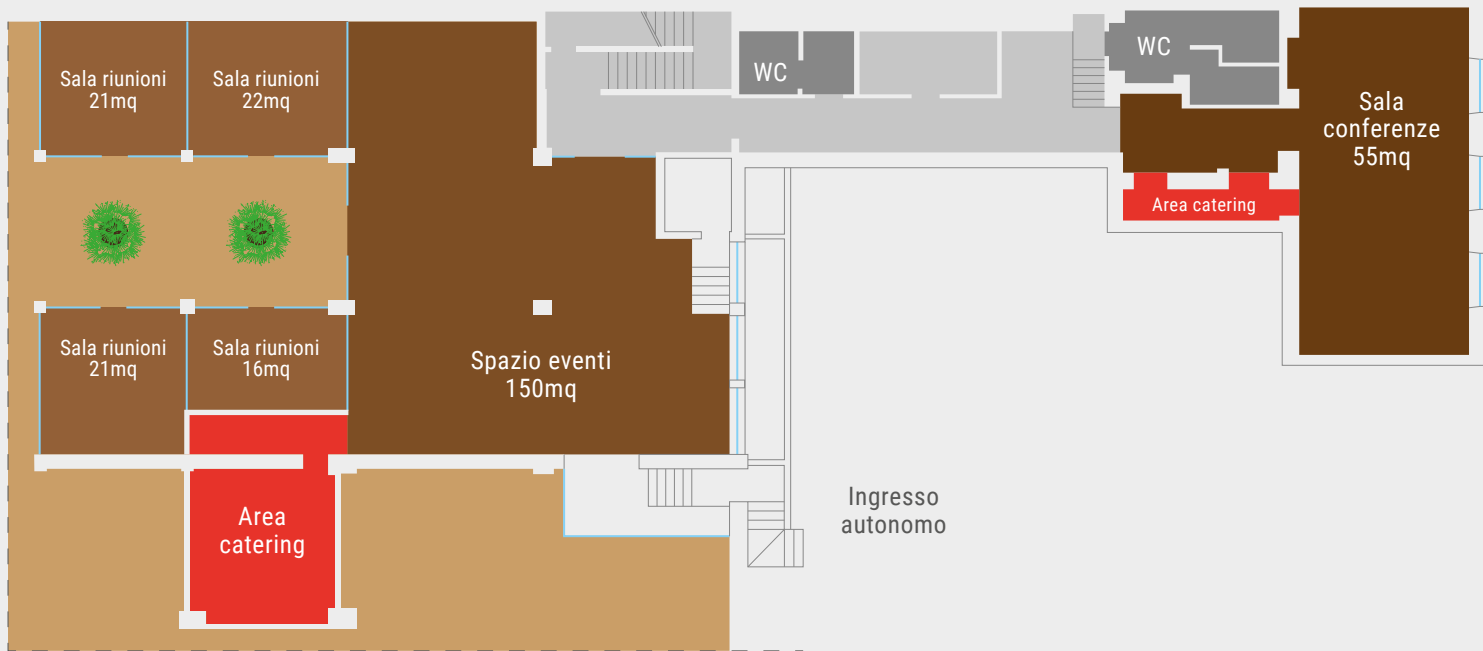 Sala riunioni
21mq
Sala riunioni
22mq
WC
WC
Sala
conferenze
55mq
Area catering
Sala riunioni
21mq
Sala riunioni
16mq
Spazio eventi
150mq
Area
catering
Ingresso
autonomo